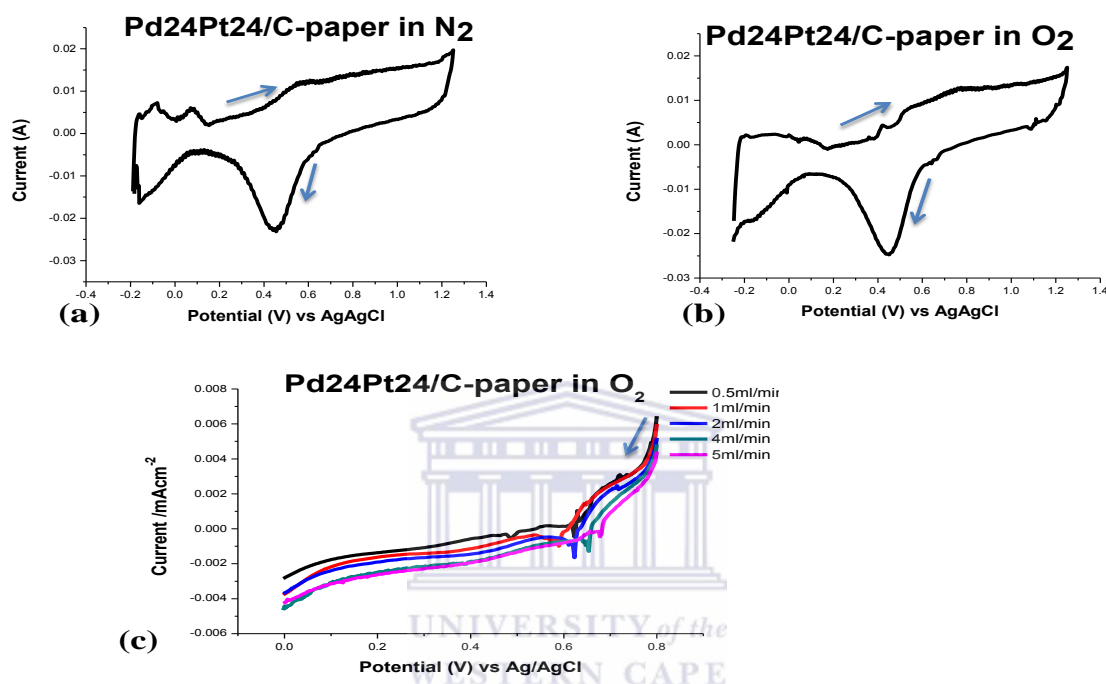 Pd24Pt24/C-paper in N2
0.02
0.01
0.00
-0.01
-0.02
-0.03
Current (A)
-0.4 -0.2 0.0 0.2 0.4 0.6 0.8 1.0 1.2 1.4
Potential (V) vs AgAgCl
(a)
Pd24Pt24/C-paper in O2
0.02
0.01
0.00
-0.01
-0.02
-0.03
Current (A)
-0.4 -0.2 0.0 0.2 0.4 0.6 0.8 1.0 1.2 1.4
Potential (V) vs AgAgCl
(b)
Pd24Pt24/C-paper in O2
0.5ml/min
1ml/min
2ml/min
4ml/min
5ml/min
0.008
0.006
0.004
0.002
0.000
-0.002
-0.004
-0.006
Current /mAcm-2
0.0 0.2 0.4 0.6 0.8
Potential (V) vs Ag/AgCl
(c)
UNIVERSITY of the
WESTERN CAPE